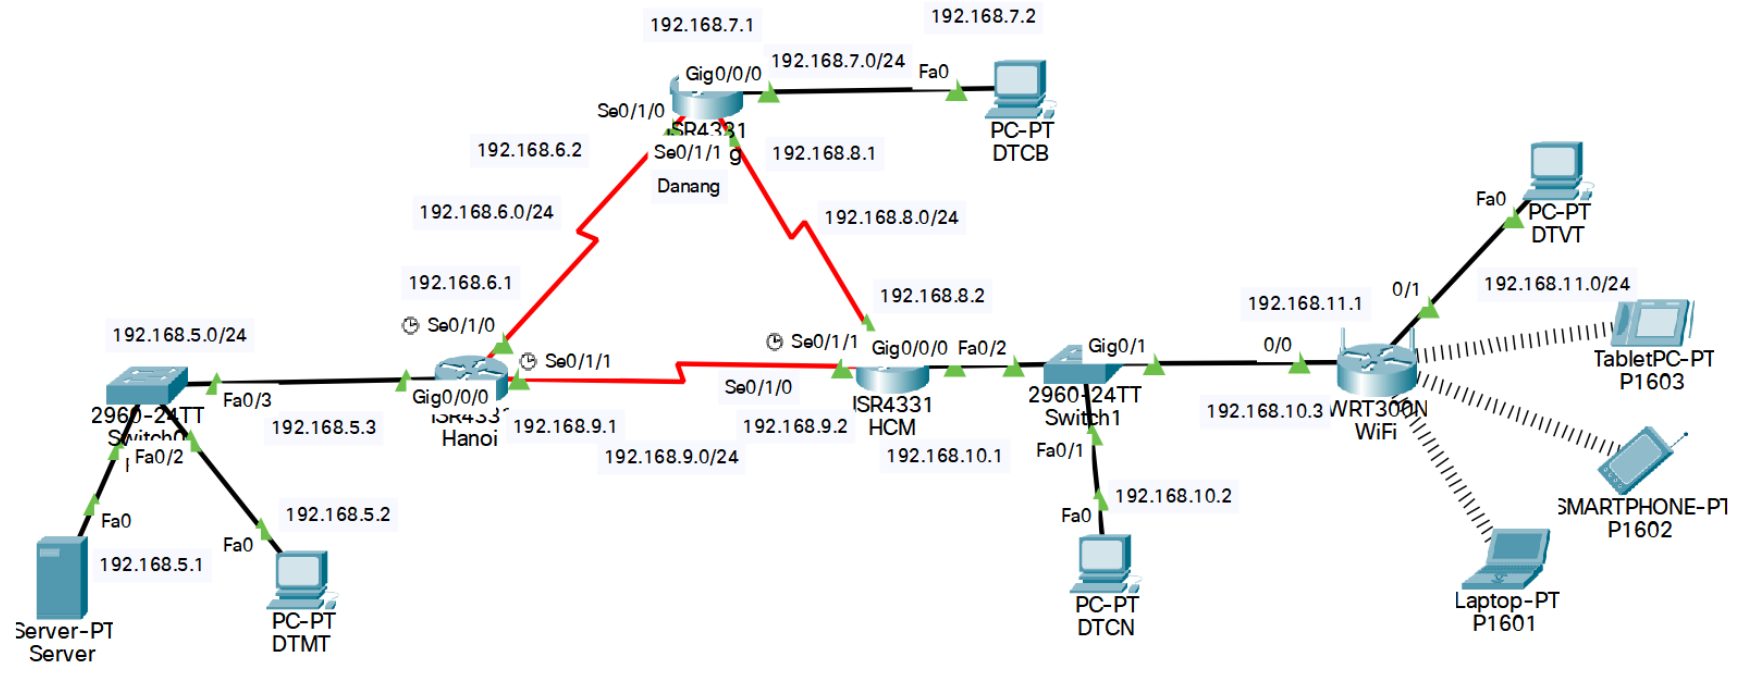 192.168.7.1
192.168.7.2
192.168.7.0/24
Gig0/0/0
Fa0
Se0/1/0
ISR4331
PC-PT
DTCB
192.168.6.2
Se0/1/1
g
192.168.8.1
Danang
192.168.6.0/24
192.168.8.0/24
Fa0
PC-PT
DTVT
192.168.6.1
192.168.8.2
192.168.11.1
0/1
192.168.11.0/24
192.168.5.0/24
Se0/1/0
Se0/1/1
Se0/1/1
Gig0/0/0
Fa0/2
Gig0/1
0/0
TabletPC-PT
P1603
Fa0/3
Gig0/0/0
Se0/1/0
2960-24TT
Switch0
192.168.5.3
ISR4331
Hanoi
192.168.9.1
192.168.9.2
ISR4331
HCM
2960-24TT
Switch1
192.168.10.3
WRT300N
WiFi
Fa0/2
192.168.9.0/24
192.168.10.1
Fa0/1
192.168.10.2
SMARTPHONE-PT
P1602
Fa0
192.168.5.2
Fa0
Fa0
192.168.5.1
PC-PT
DTMT
PC-PT
DTCN
Laptop-PT
P1601
Server-PT
Server